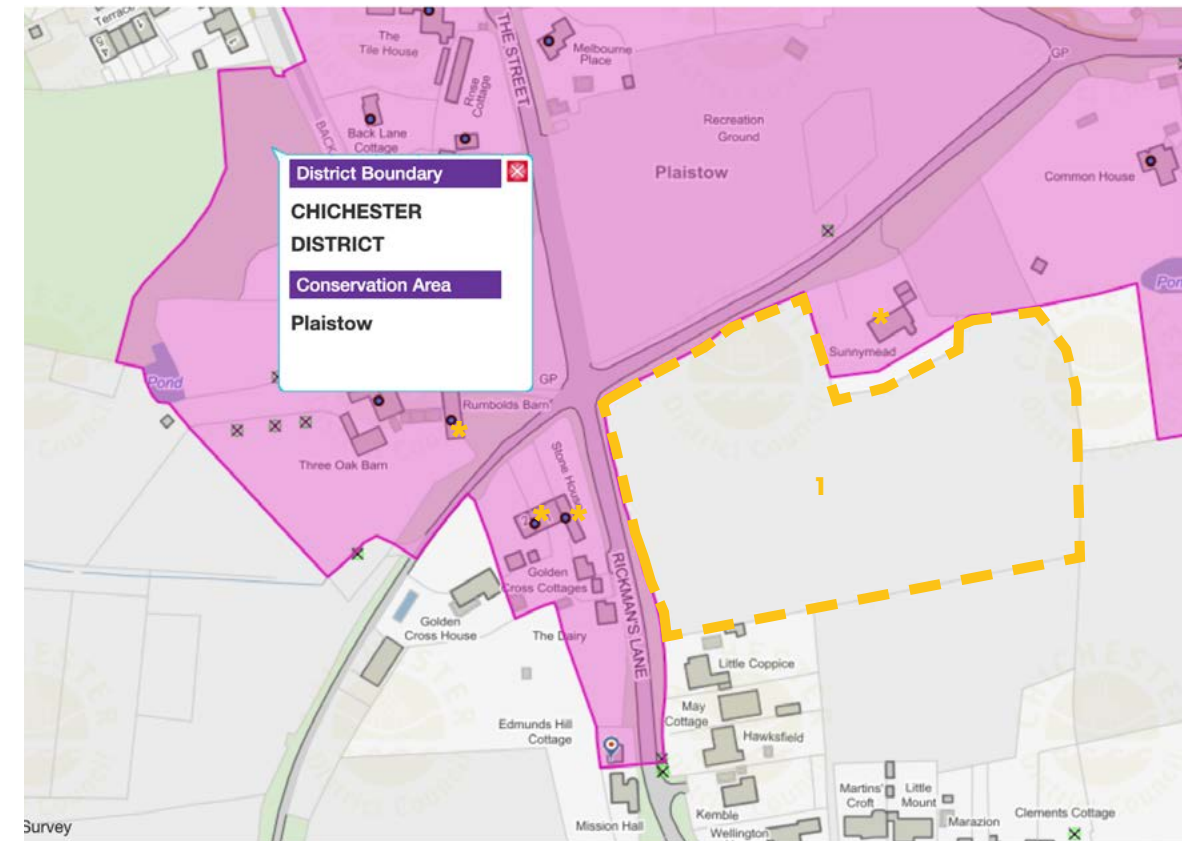 Terrace
1
45
The
Tile House
THE STREET
Melbourne
Place
GP
Rose
Cottage
Recreation
Ground
BACK
Back Lane
Cottage
Plaistow
Common House
District Boundary
CHICHESTER
DISTRICT
Conservation Area
Plaistow
Pond
Sunnymead
Pond
GP
Rumbolds Barn
Three Oak Barn
Stone House
2
1
Golden
Cross Cottages
RICKMAN'S LANE
Golden
Cross House
The Dairy
Little Coppice
May
Cottage
Edmunds Hill
Cottage
Hawksfield
Martins'
Croft
Little
Mount
Marazion
Clements Cottage
Kemble
Wellington
Mission Hall
Survey